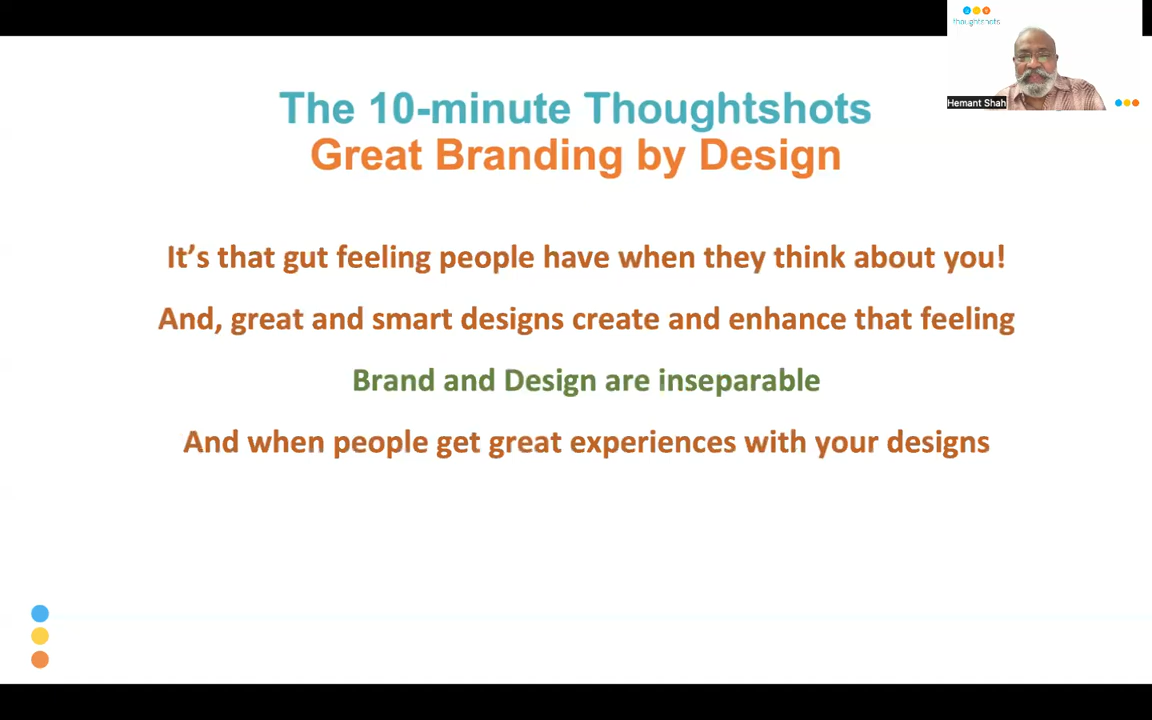 thoughtshots
Hemant Shah
The 10-minute Thoughtshots
Great Branding by Design
It's that gut feeling people have when they think about you!
And, great and smart designs create and enhance that feeling
Brand and Design are inseparable
And when people get great experiences with your designs